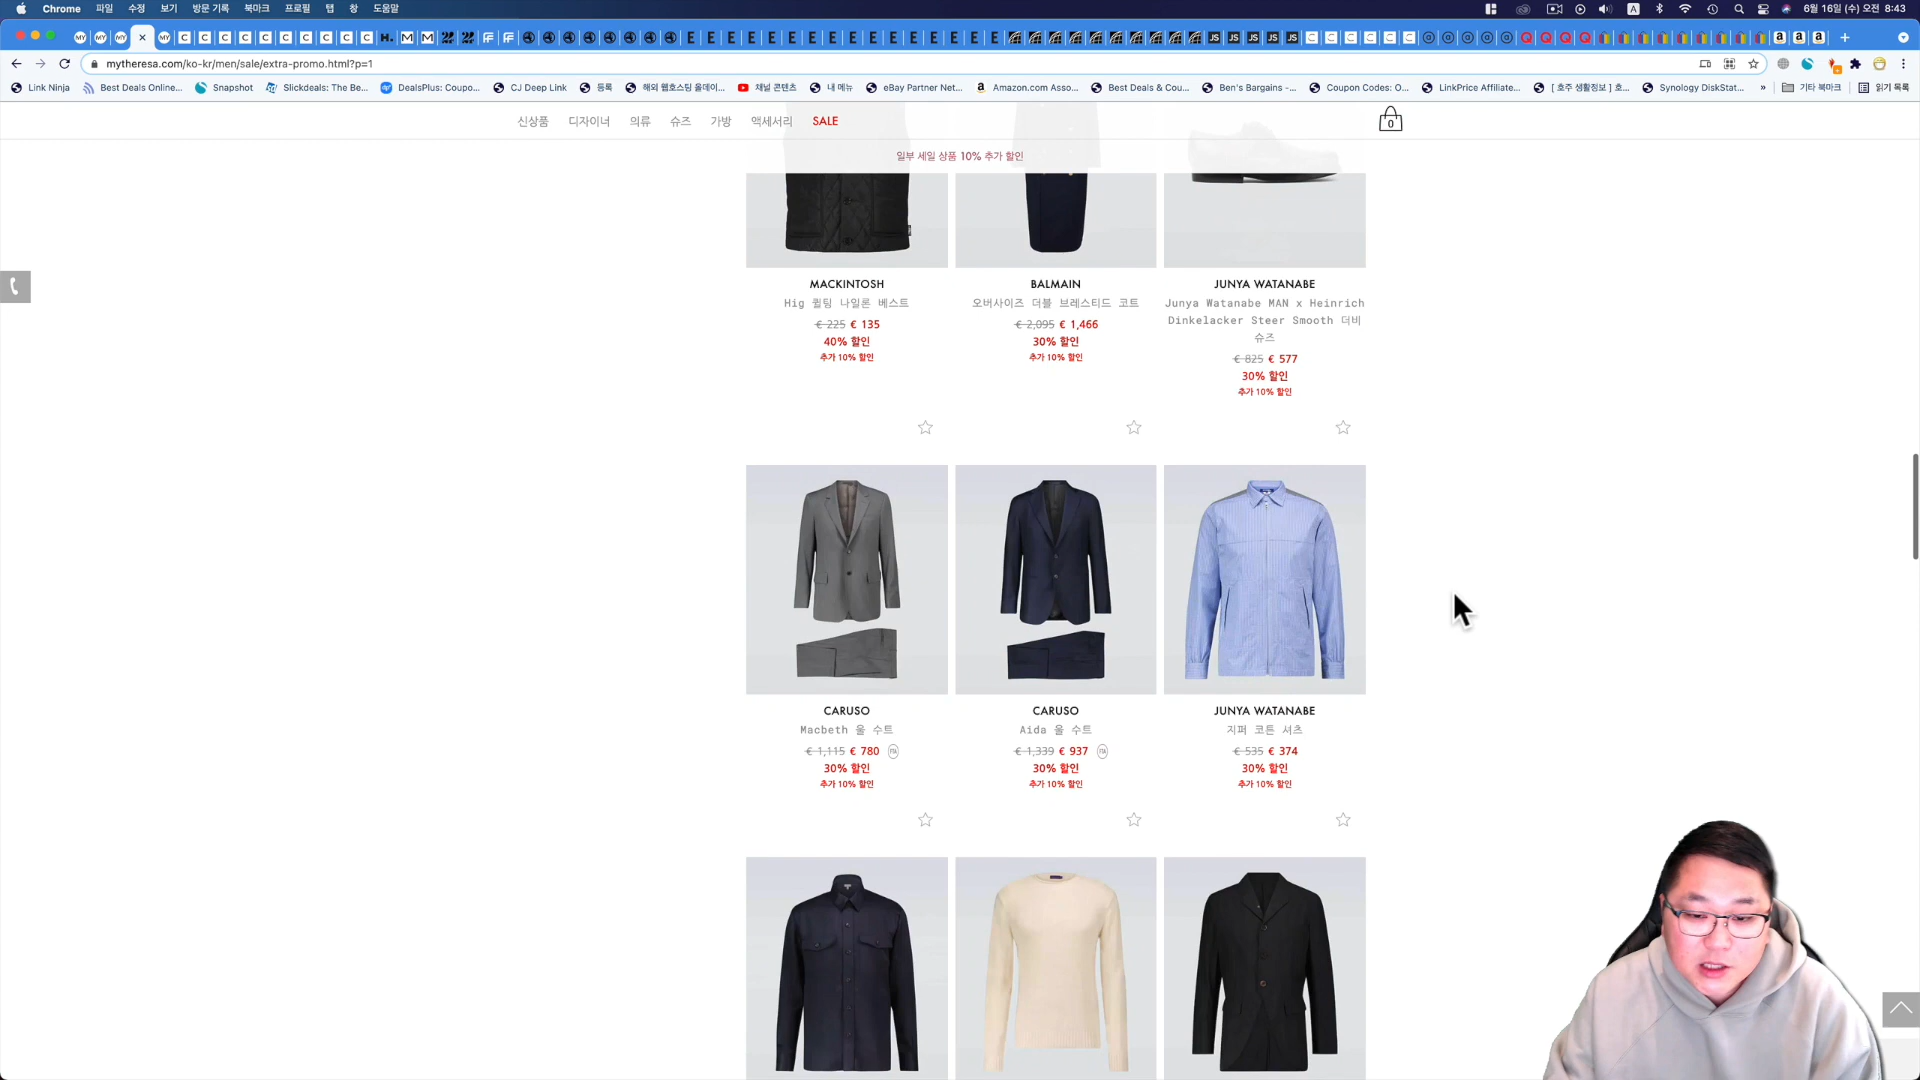 Chrome 파일 수정 보기 방문 기록 북마크 프로필 탭 창 도움말 A 6월 16일 (수) 오전 8:43
mytheresa.com/ko-kr/men/sale/extra-promo.html?p=1
Link Ninja Best Deals Online... Snapshot Slickdeals: The Be... DealsPlus: Coupo... CJ Deep Link 등록 해외 웹호스팅 올데이... 채널 콘텐츠 내 메뉴 eBay Partner Net... Amazon.com Asso... Best Deals & Cou... Ben's Bargains -... Coupon Codes: O... LinkPrice Affiliate... [ 호주 생활정보 ] 호... Synology DiskStat... » 기타 북마크 읽기 목록
신상품 디자이너 의류 슈즈 가방 액세서리 SALE 0
일부 세일 상품 10% 추가 할인
MACKINTOSH
Hig 퀼팅 나일론 베스트
€ 225 € 135
40% 할인
추가 10% 할인
BALMAIN
오버사이즈 더블 브레스티드 코트
€ 2,095 € 1,466
30% 할인
추가 10% 할인
JUNYA WATANABE
Junya Watanabe MAN x Heinrich
Dinkelacker Steer Smooth 더비
슈즈
€ 825 € 577
30% 할인
추가 10% 할인
CARUSO
Macbeth 울 수트
€ 1,115 € 780
30% 할인
추가 10% 할인
CARUSO
Aida 울 수트
€ 1,339 € 937
30% 할인
추가 10% 할인
JUNYA WATANABE
지퍼 코튼 셔츠
€ 535 € 374
30% 할인
추가 10% 할인